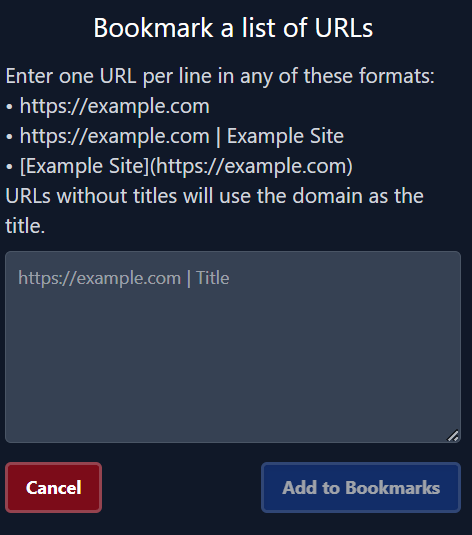 Bookmark a list of URLs
Enter one URL per line in any of these formats:
• https://example.com
• https://example.com | Example Site
• [Example Site](https://example.com)
URLs without titles will use the domain as the
title.
https://example.com | Title
Cancel
Add to Bookmarks